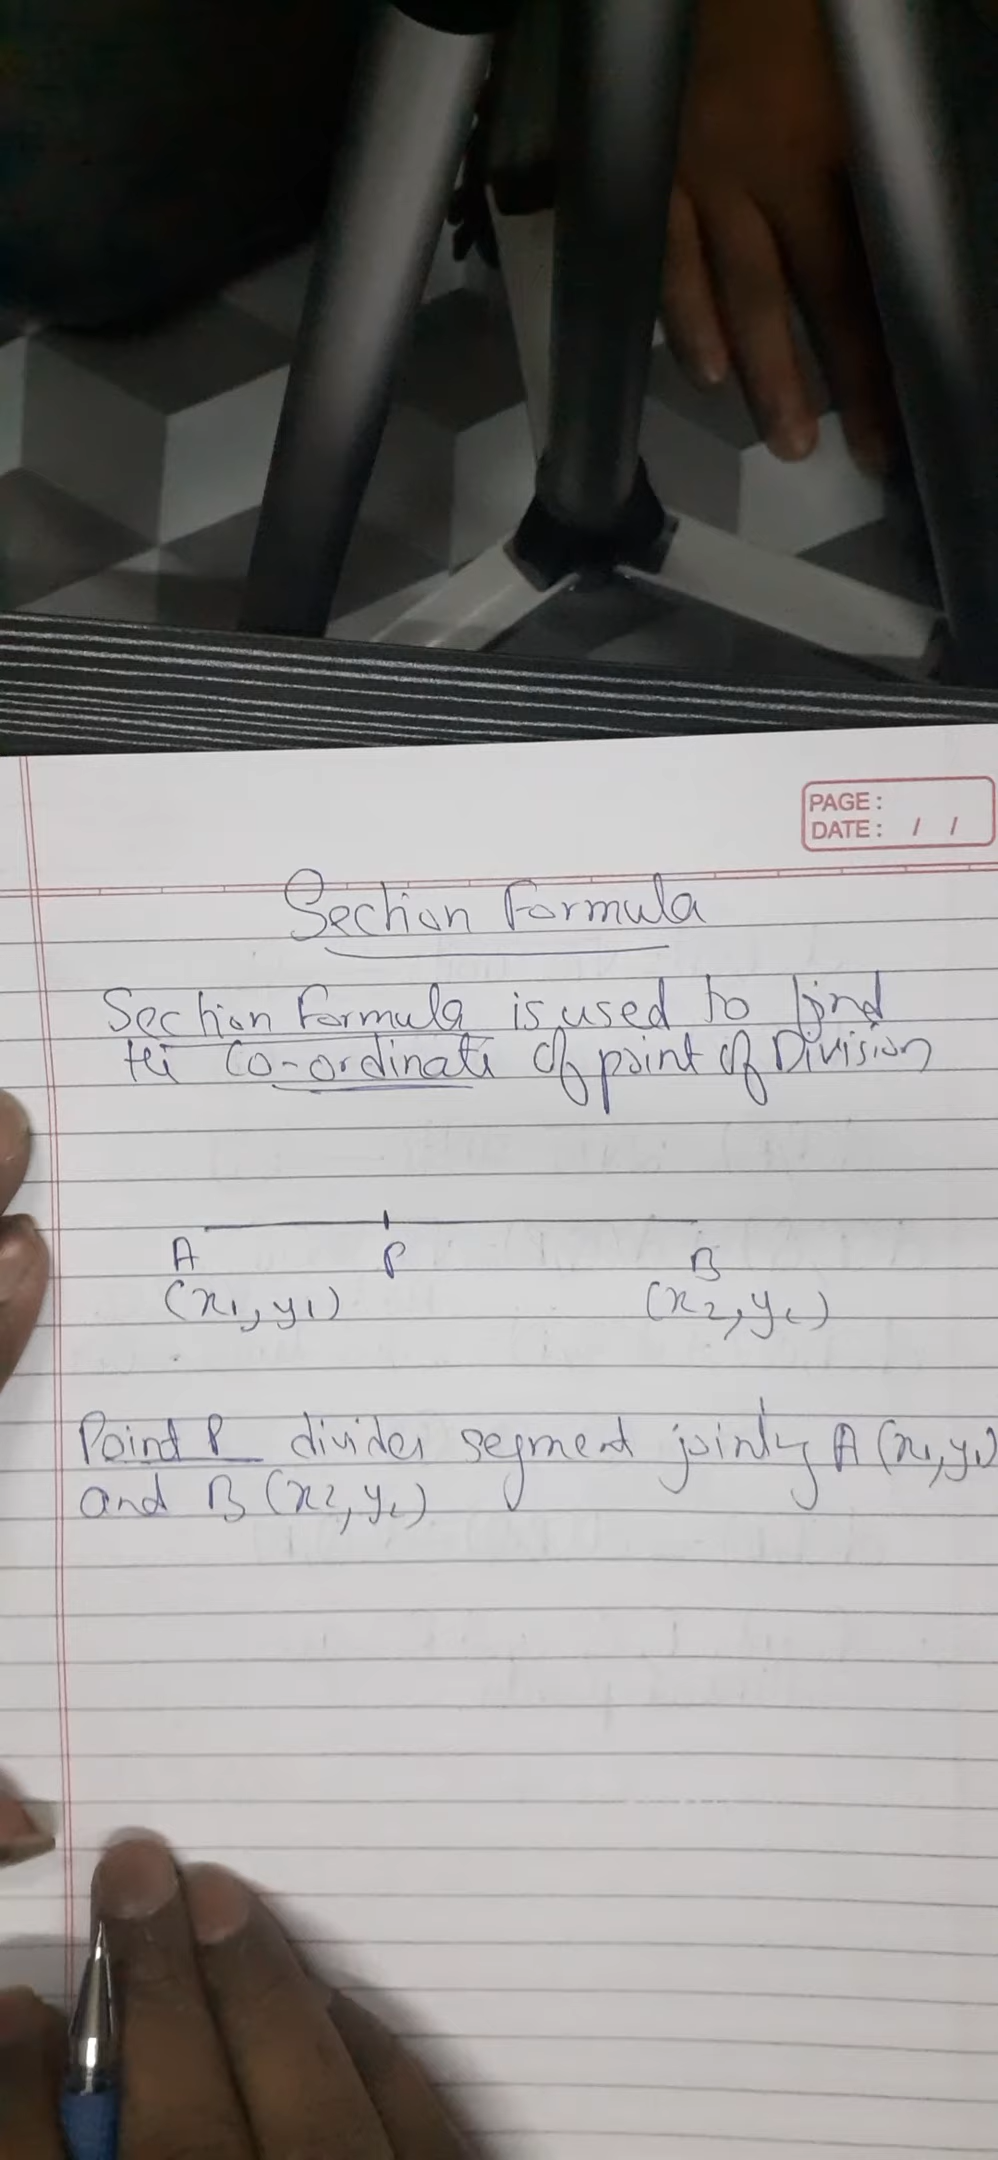 PAGE:
DATE: / /
Section Formula
Section Formula is used to find
the Co-ordinate of point of Division
A P B
(x1, y1) (x2, y2)
Point P divides segment joining A (x1, y1)
and B (x2, y2)